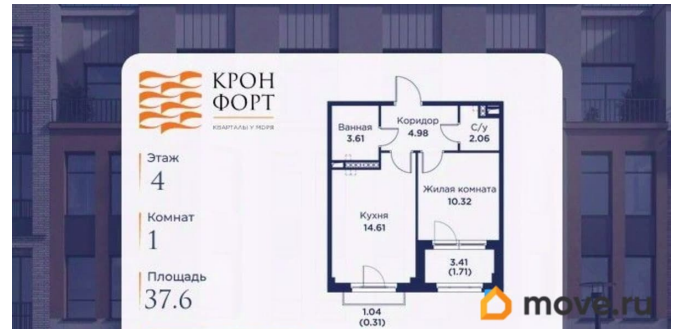 КРОН
ФОРТ
КВАРТАЛЫ У МОРЯ
Этаж
4
Комнат
1
Площадь
37.6
Ванная
3.61
Коридор
4.98
С/у
2.06
Кухня
14.61
Жилая комната
10.32
3.41
(1.71)
1.04
(0.31)
move.ru